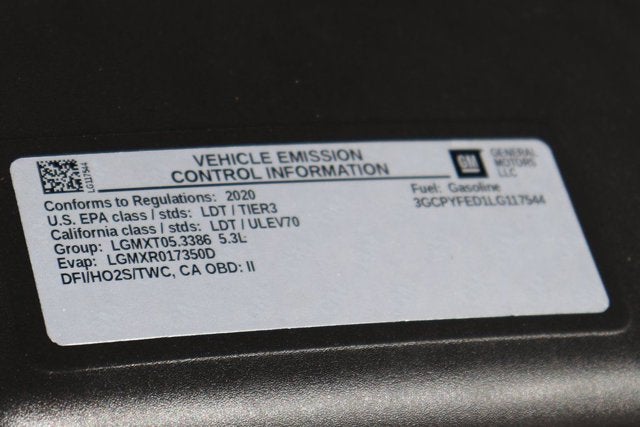 LG117544
VEHICLE EMISSION
CONTROL INFORMATION
GM
GENERAL
MOTORS
LLC
Conforms to Regulations: 2020
U.S. EPA class / stds: LDT / TIER3
California class / stds: LDT / ULEV70
Group: LGMXT05.3386 5.3L
Evap: LGMXR017350D
DFI/HO2S/TWC, CA OBD: II
Fuel: Gasoline
3GCPYFED1LG117544